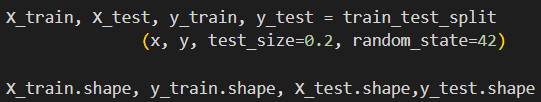 X_train, X_test, y_train, y_test = train_test_split
(x, y, test_size=0.2, random_state=42)
X_train.shape, y_train.shape, X_test.shape,y_test.shape